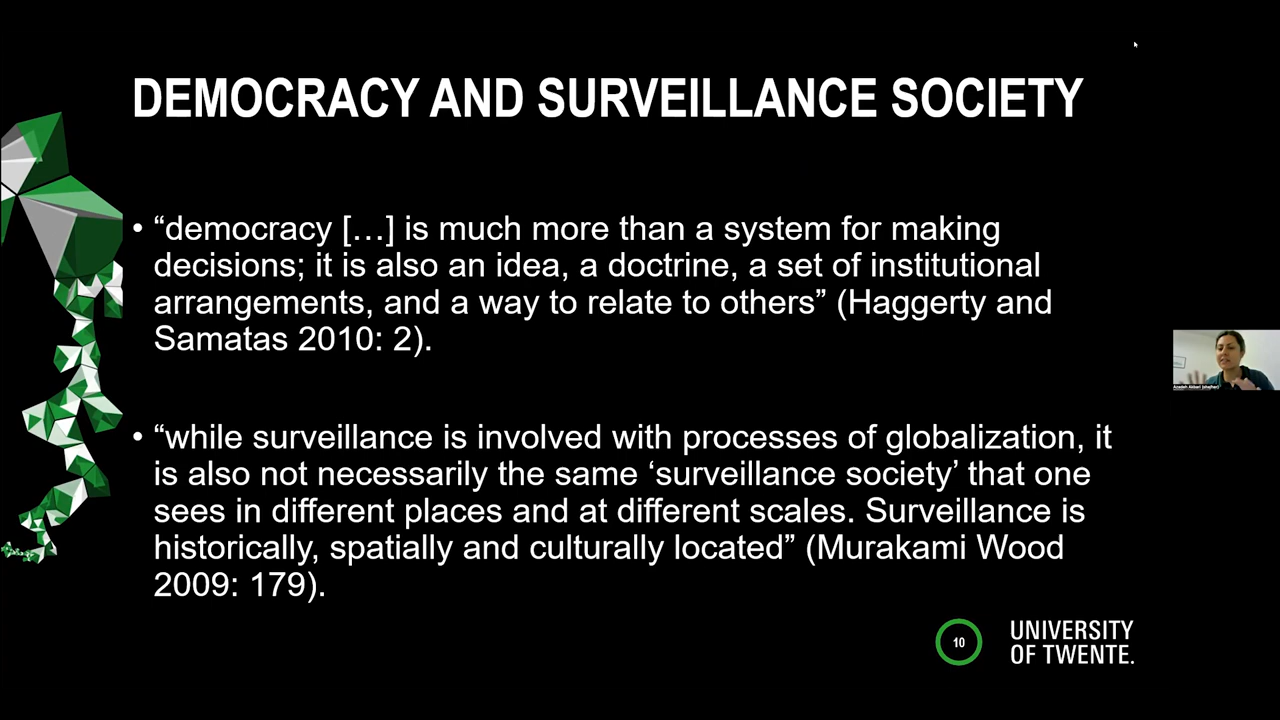 DEMOCRACY AND SURVEILLANCE SOCIETY
• “democracy […] is much more than a system for making
decisions; it is also an idea, a doctrine, a set of institutional
arrangements, and a way to relate to others” (Haggerty and
Samatas 2010: 2).
• “while surveillance is involved with processes of globalization, it
is also not necessarily the same ‘surveillance society’ that one
sees in different places and at different scales. Surveillance is
historically, spatially and culturally located” (Murakami Wood
2009: 179).
Azadeh Akbari (she/her)
10
UNIVERSITY
OF TWENTE.